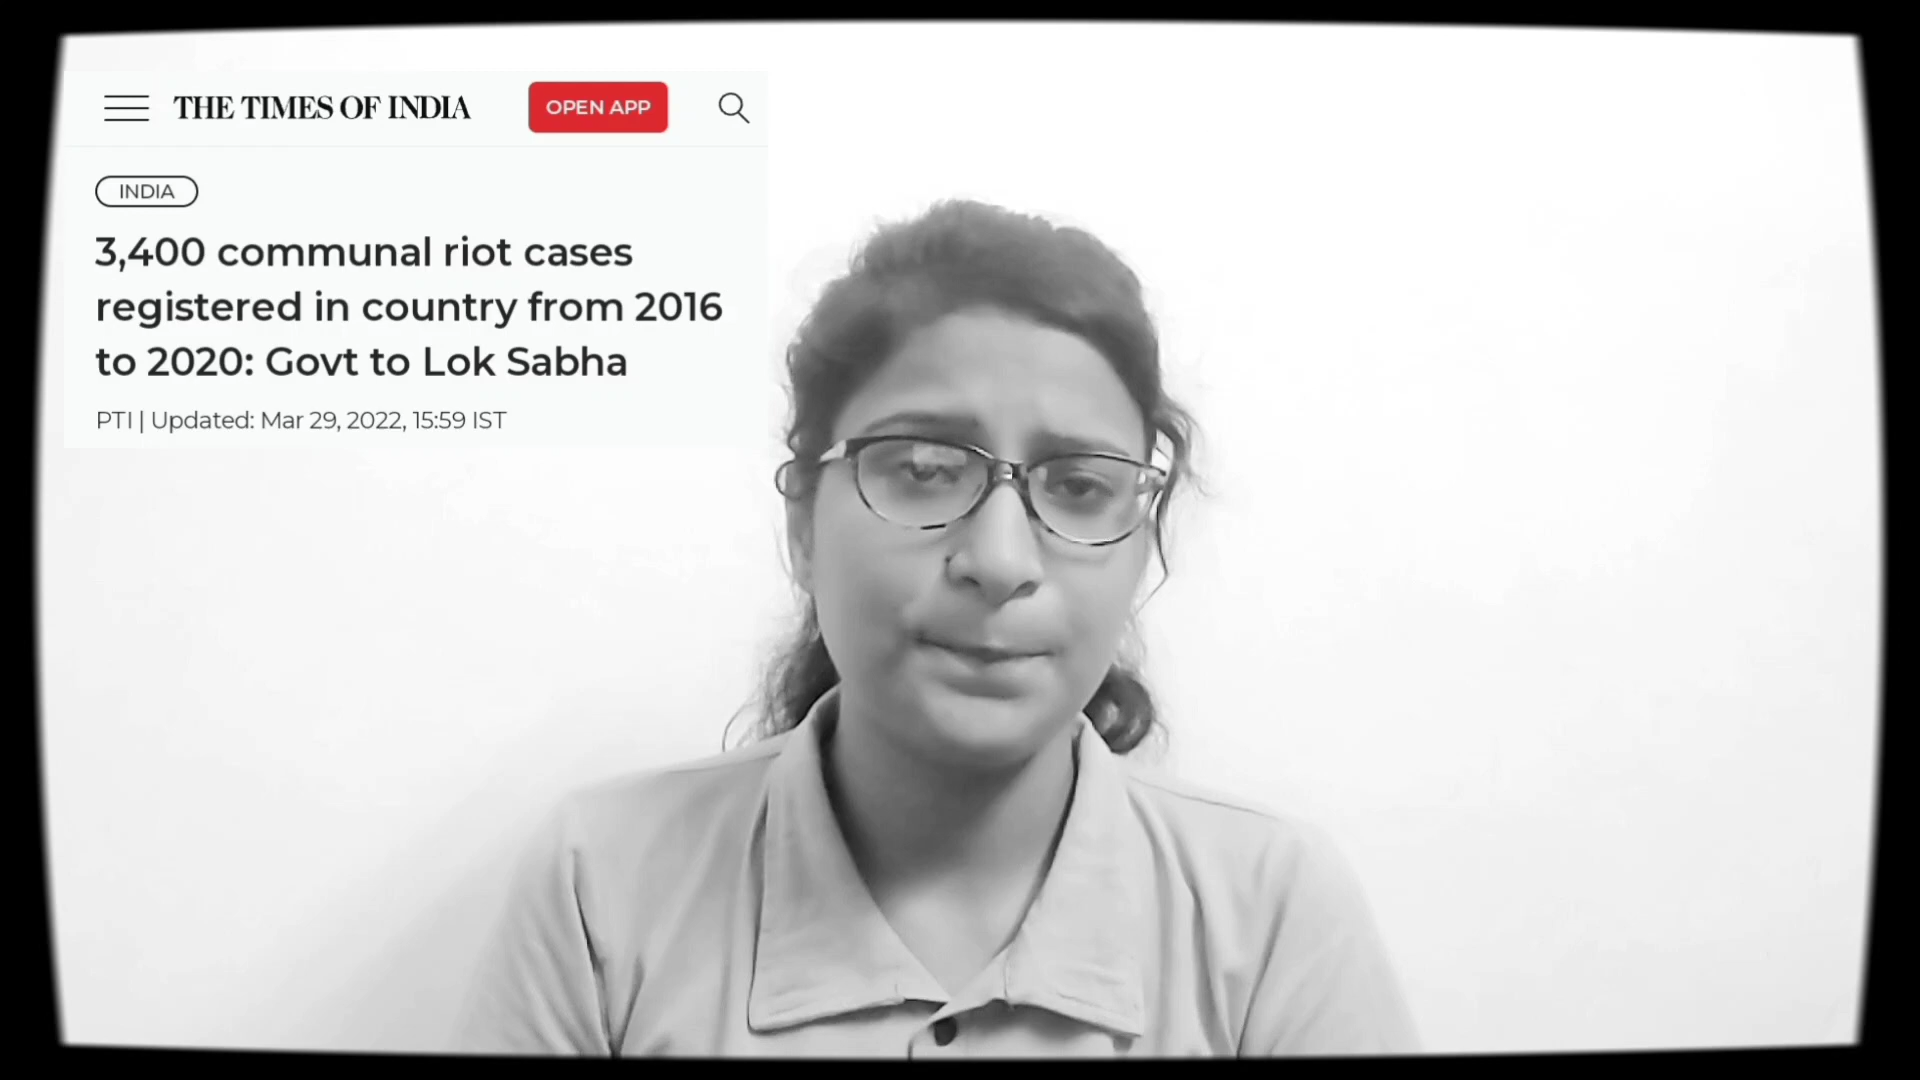 THE TIMES OF INDIA
OPEN APP
INDIA
3,400 communal riot cases
registered in country from 2016
to 2020: Govt to Lok Sabha
PTI | Updated: Mar 29, 2022, 15:59 IST